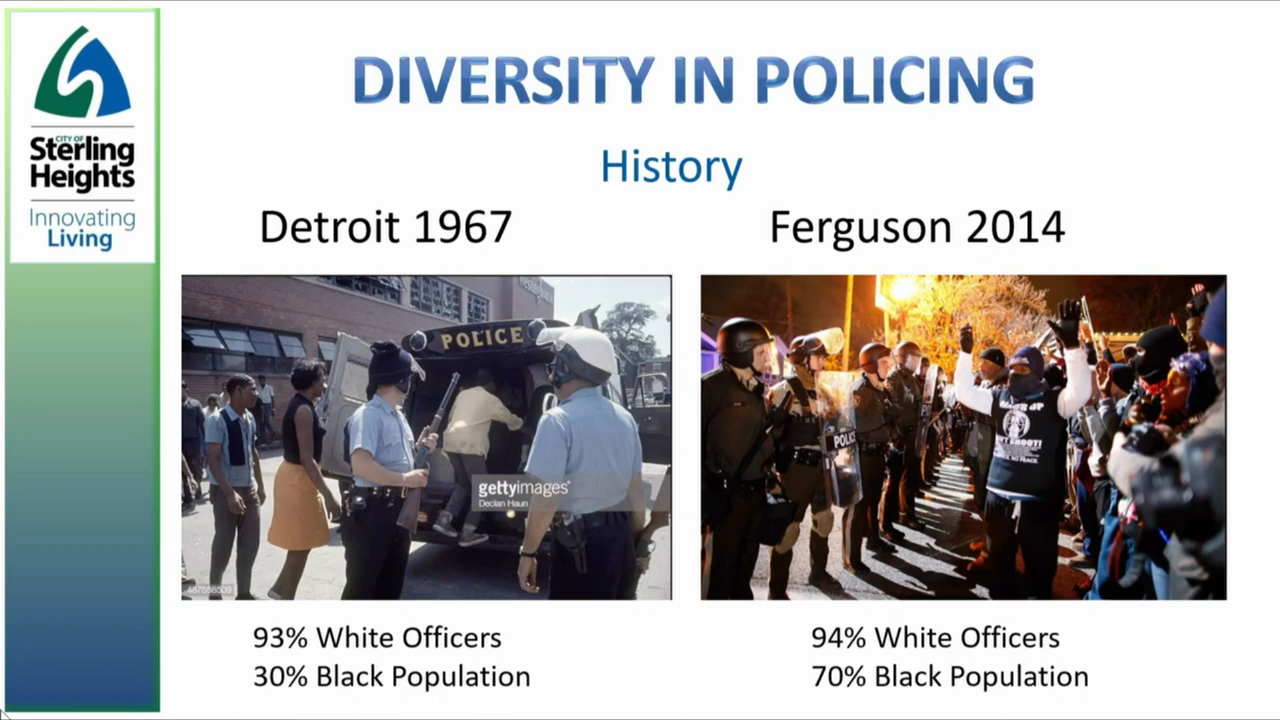 DIVERSITY IN POLICING
History
CITY OF
Sterling
Heights
Innovating
Living
Detroit 1967
Ferguson 2014
POLICE
gettyimages
Declan Haun
POLICE
93% White Officers
30% Black Population
94% White Officers
70% Black Population